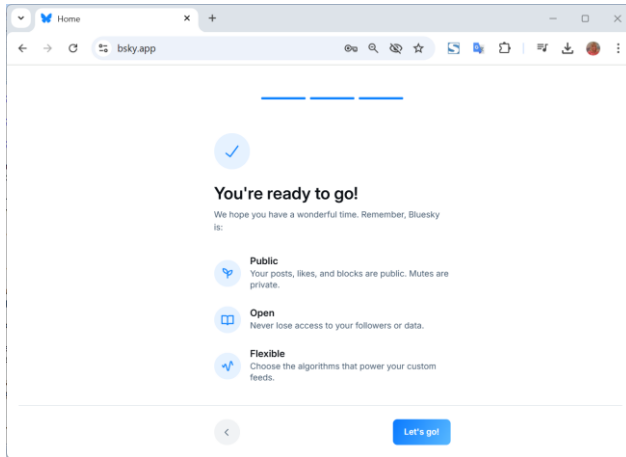 Home
bsky.app
You're ready to go!
We hope you have a wonderful time. Remember, Bluesky
is:
Public
Your posts, likes, and blocks are public. Mutes are
private.
Open
Never lose access to your followers or data.
Flexible
Choose the algorithms that power your custom
feeds.
Let's go!